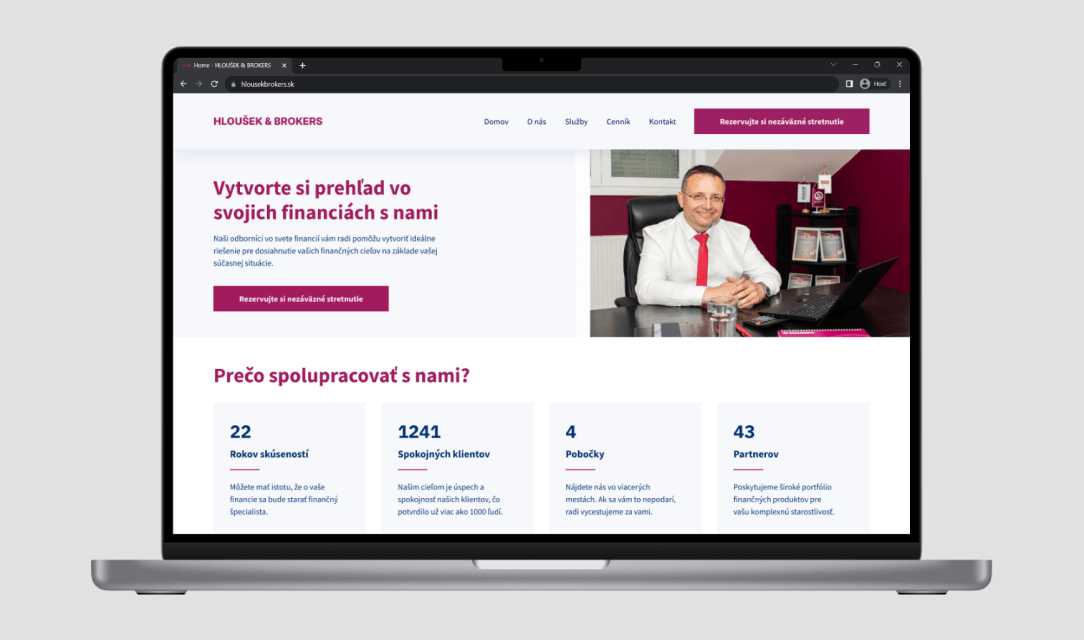 Home - HLOUŠEK & BROKERS
hlousekbrokers.sk
Hosť
HLOUŠEK & BROKERS
Domov
O nás
Služby
Cenník
Kontakt
Rezervujte si nezáväzné stretnutie
Vytvorte si prehľad vo
svojich financiách s nami
Naši odborníci vo svete financií vám radi pomôžu vytvoriť ideálne
riešenie pre dosiahnutie vašich finančných cieľov na základe vašej
súčasnej situácie.
Rezervujte si nezáväzné stretnutie
Prečo spolupracovať s nami?
22
Rokov skúseností
Môžete mať istotu, že o vaše
financie sa bude starať finančný
špecialista.
1241
Spokojných klientov
Našim cieľom je úspech a
spokojnosť našich klientov, čo
potvrdilo už viac ako 1000 ľudí.
4
Pobočky
Nájdete nás vo viacerých
mestách. Ak sa vám to nepodarí,
radi vycestujeme za vami.
43
Partnerov
Poskytujeme široké portfólio
finančných produktov pre
vašu komplexnú starostlivosť.